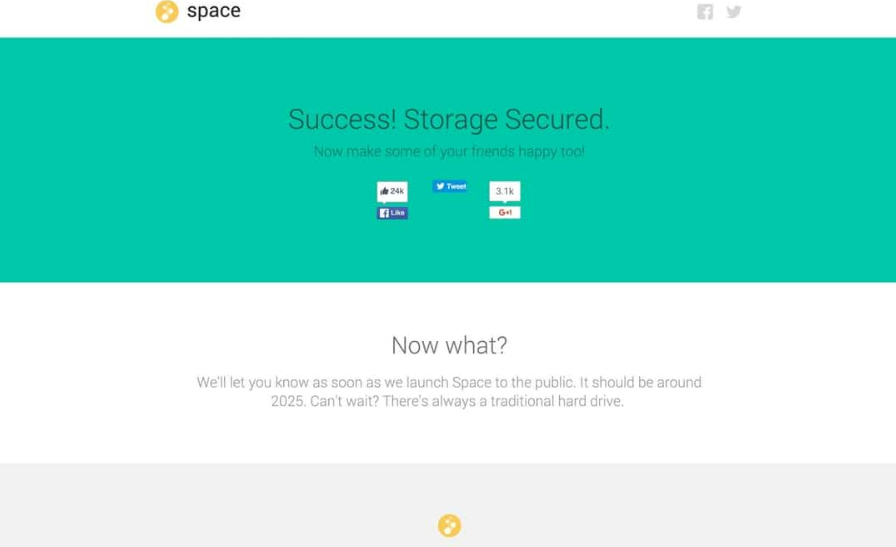 space
Success! Storage Secured.
Now make some of your friends happy too!
24k
Tweet
3.1k
Like
G+1
Now what?
We'll let you know as soon as we launch Space to the public. It should be around
2025. Can't wait? There's always a traditional hard drive.